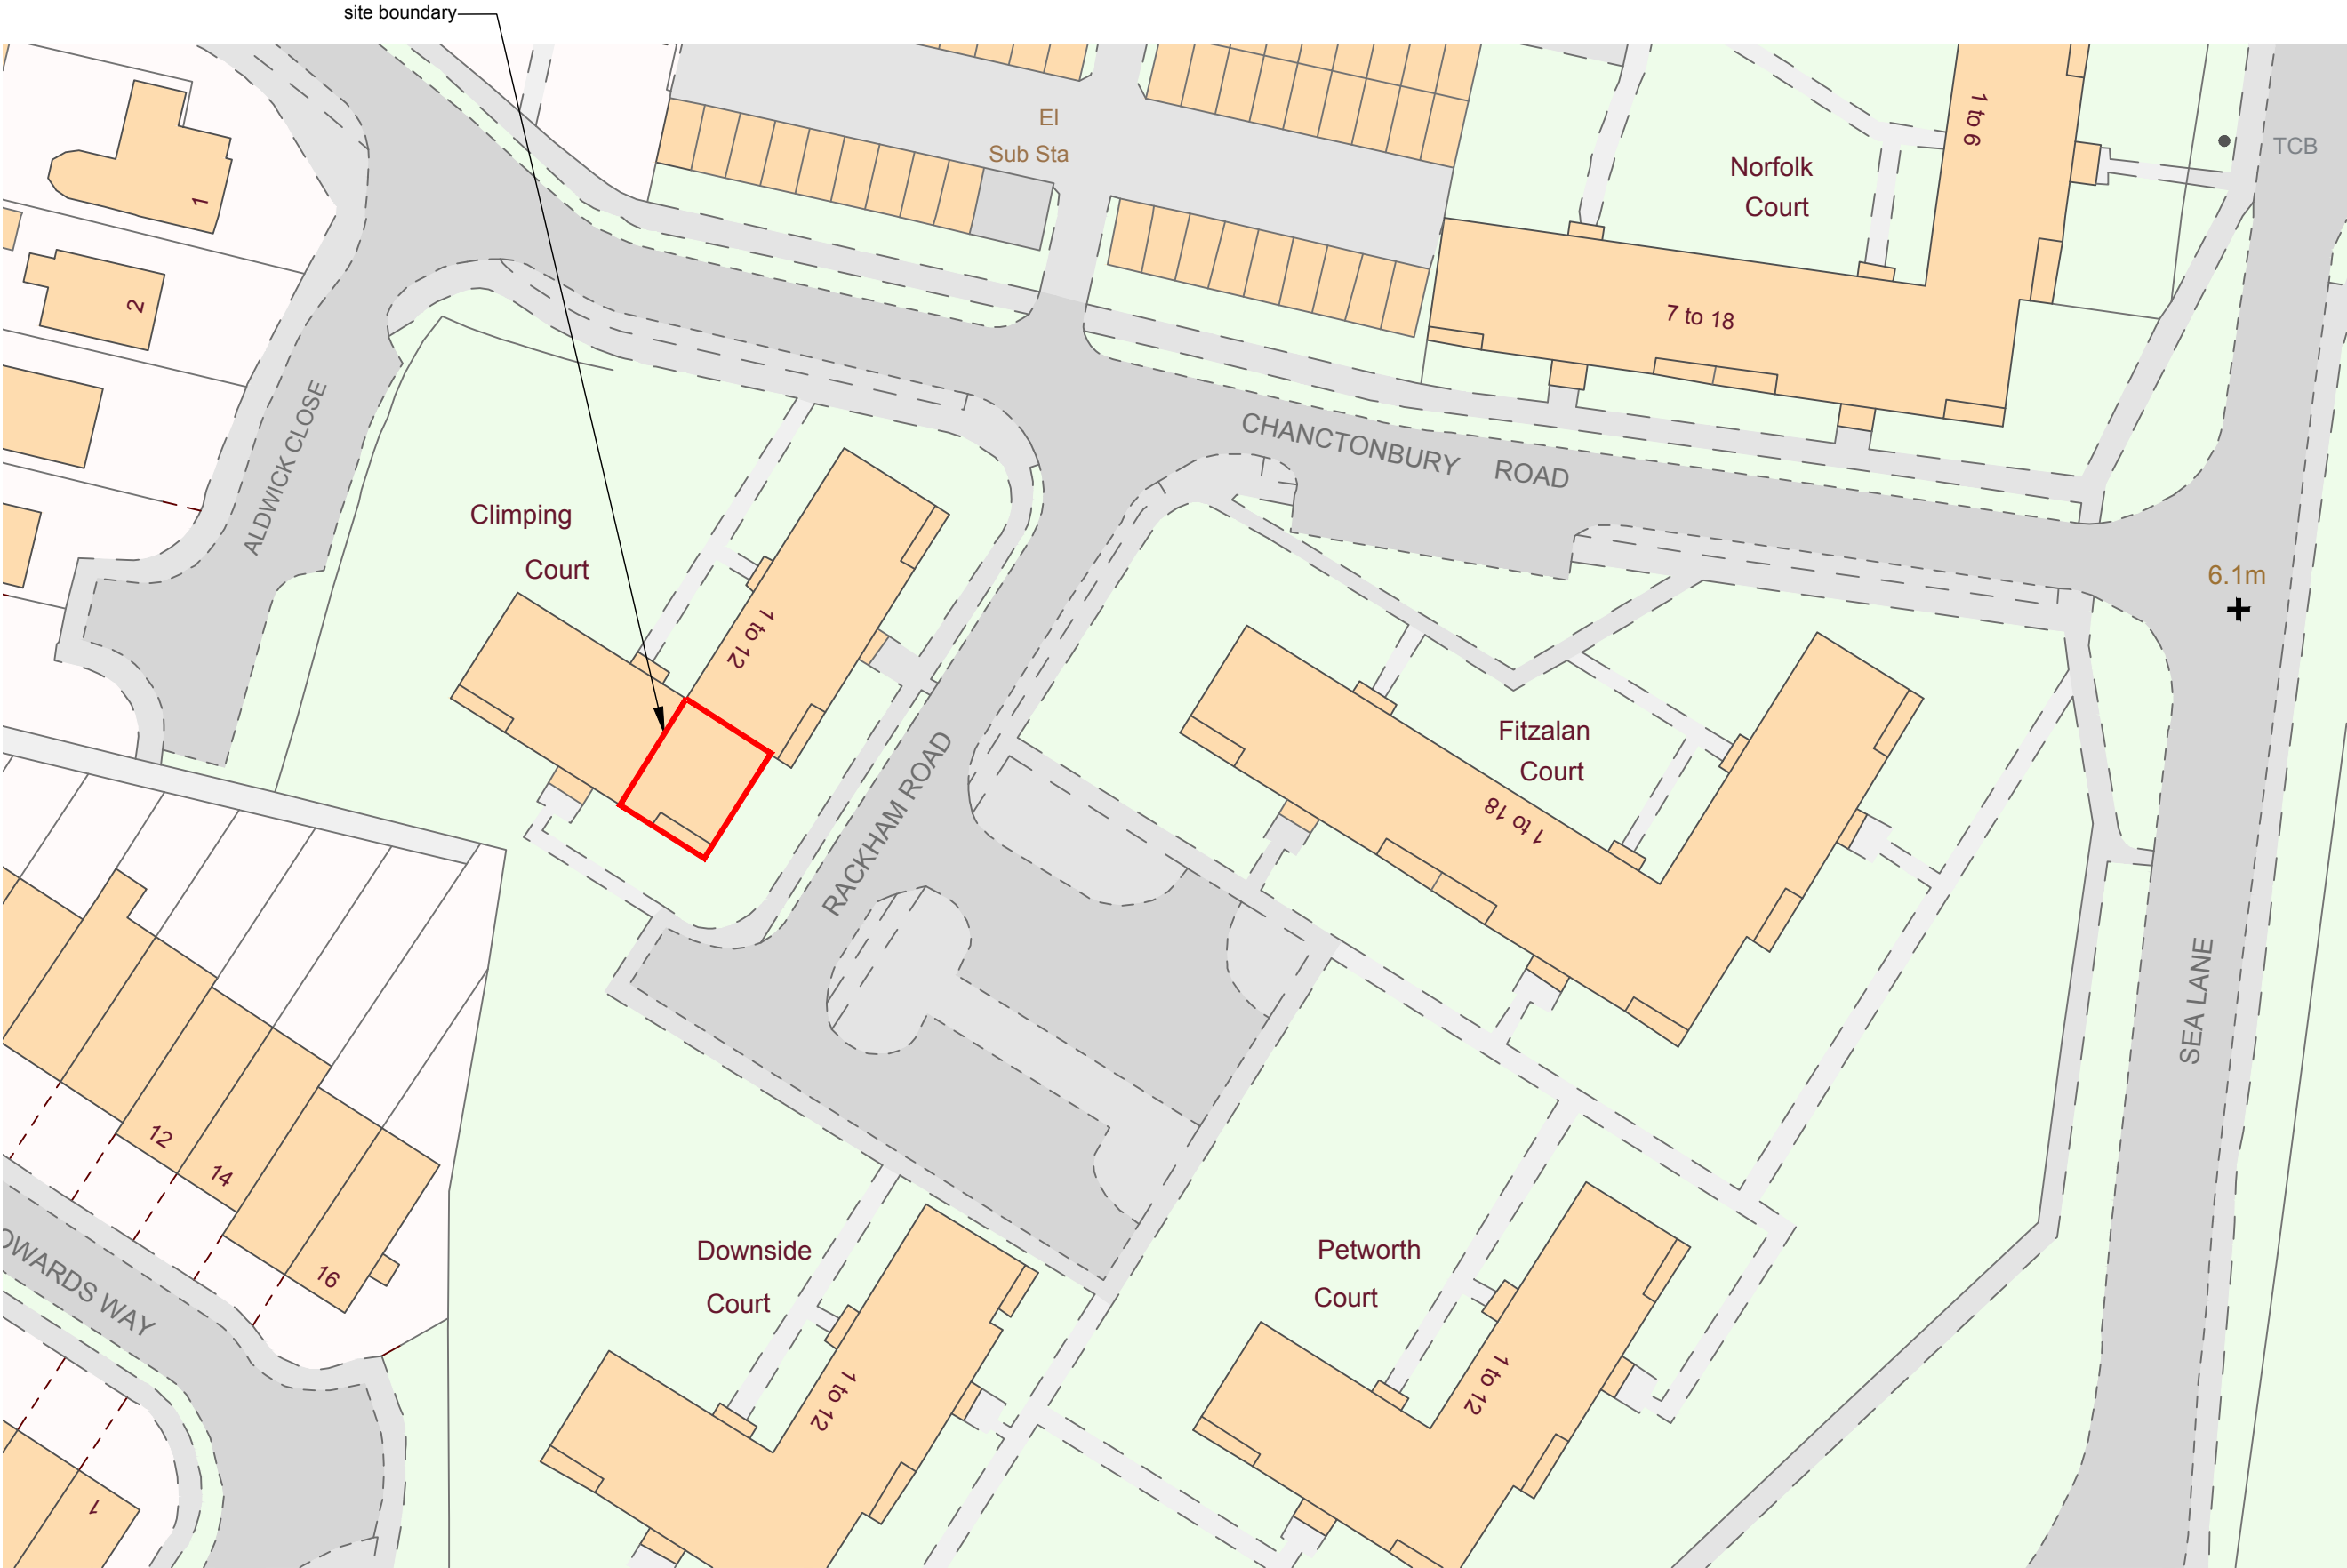 site boundary
El
Sub Sta
1 to 6
TCB
Norfolk
Court
1
7 to 18
2
CHANCTONBURY ROAD
ALDWICK CLOSE
Climping
Court
6.1m
1 to 12
Fitzalan
Court
1 to 18
RACKHAM ROAD
SEA LANE
12
14
16
OWARDS WAY
Downside
Court
Petworth
Court
1 to 12
1 to 12
1